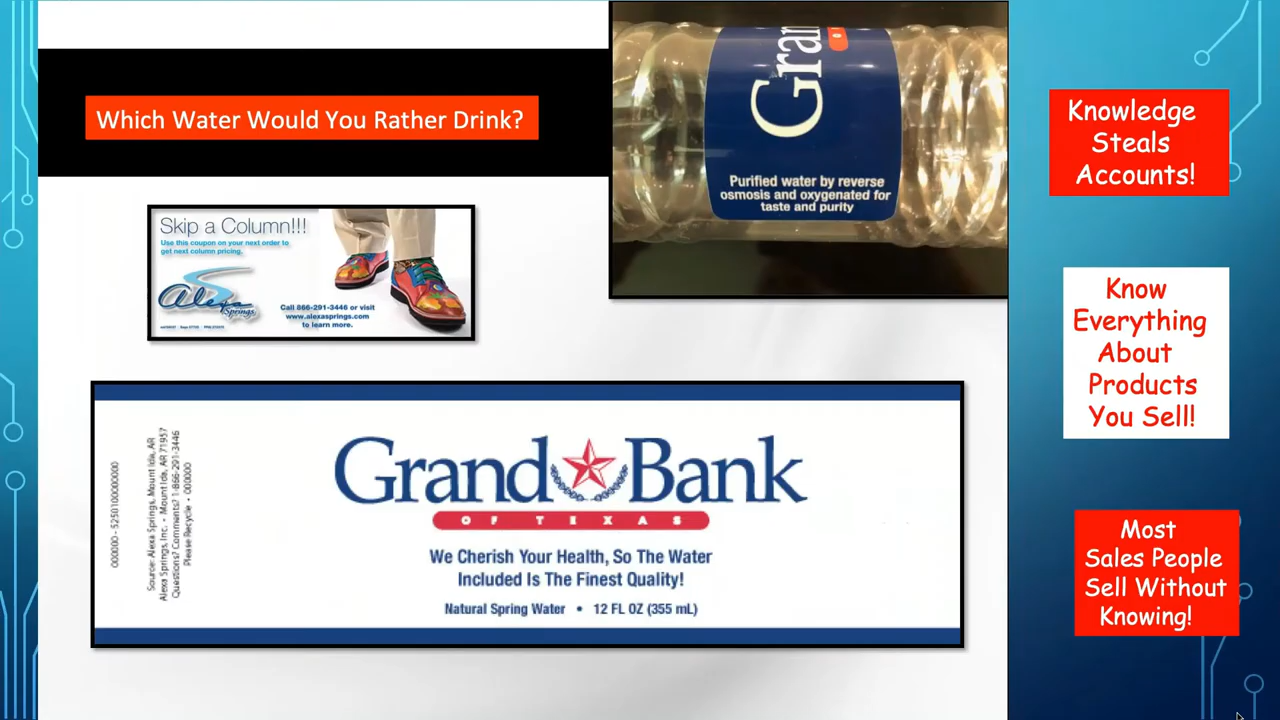 Which Water Would You Rather Drink?
Gran
O
Purified water by reverse
osmosis and oxygenated for
taste and purity
Skip a Column!!!
Use this coupon on your next order to
get next column pricing.
Alexa
Springs
Call 866-291-3446 or visit
www.alexasprings.com
to learn more.
000000 - 52501000000000
Source: Alexa Springs, Mount Ida, AR
Alexa Springs, Inc. • Mount Ida, AR 71957
Questions? Comments? 1-866-291-3446
Please Recycle • 000000
Grand Bank
OF TEXAS
We Cherish Your Health, So The Water
Included Is The Finest Quality!
Natural Spring Water • 12 FL OZ (355 mL)
Knowledge
Steals
Accounts!
Know
Everything
About
Products
You Sell!
Most
Sales People
Sell Without
Knowing!